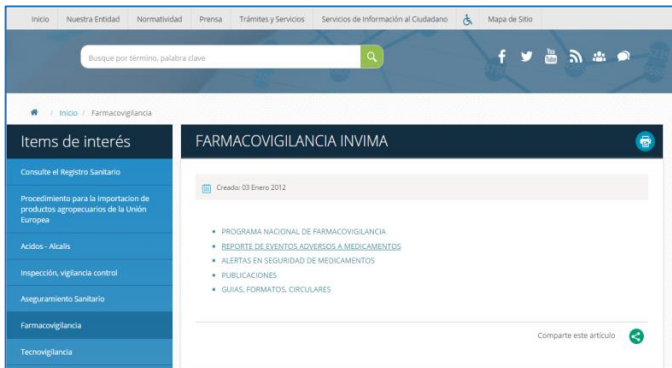 Inicio Nuestra Entidad Normatividad Prensa Trámites y Servicios Servicios de Información al Ciudadano Mapa de Sitio
Busque por término, palabra clave
You
Tube
/ Inicio / Farmacovigilancia
Items de interés
Consulte el Registro Sanitario
Procedimiento para la importacion de
productos agropecuarios de la Unión
Europea
Acidos - Alcalis
Inspección, vigilancia control
Aseguramiento Sanitario
Farmacovigilancia
Tecnovigilancia
FARMACOVIGILANCIA INVIMA
Creado: 03 Enero 2012
PROGRAMA NACIONAL DE FARMACOVIGILANCIA
REPORTE DE EVENTOS ADVERSOS A MEDICAMENTOS
ALERTAS EN SEGURIDAD DE MEDICAMENTOS
PUBLICACIONES
GUIAS, FORMATOS, CIRCULARES
Comparte este artículo